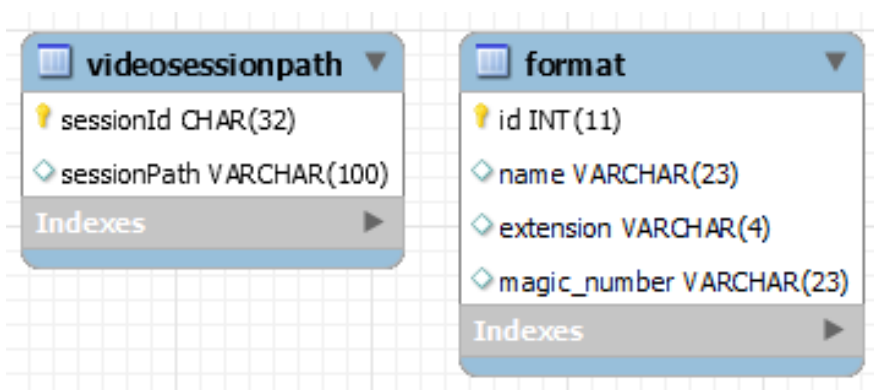 videosessionpath
sessionId CHAR(32)
sessionPath VARCHAR(100)
Indexes
format
id INT(11)
name VARCHAR(23)
extension VARCHAR(4)
magic_number VARCHAR(23)
Indexes